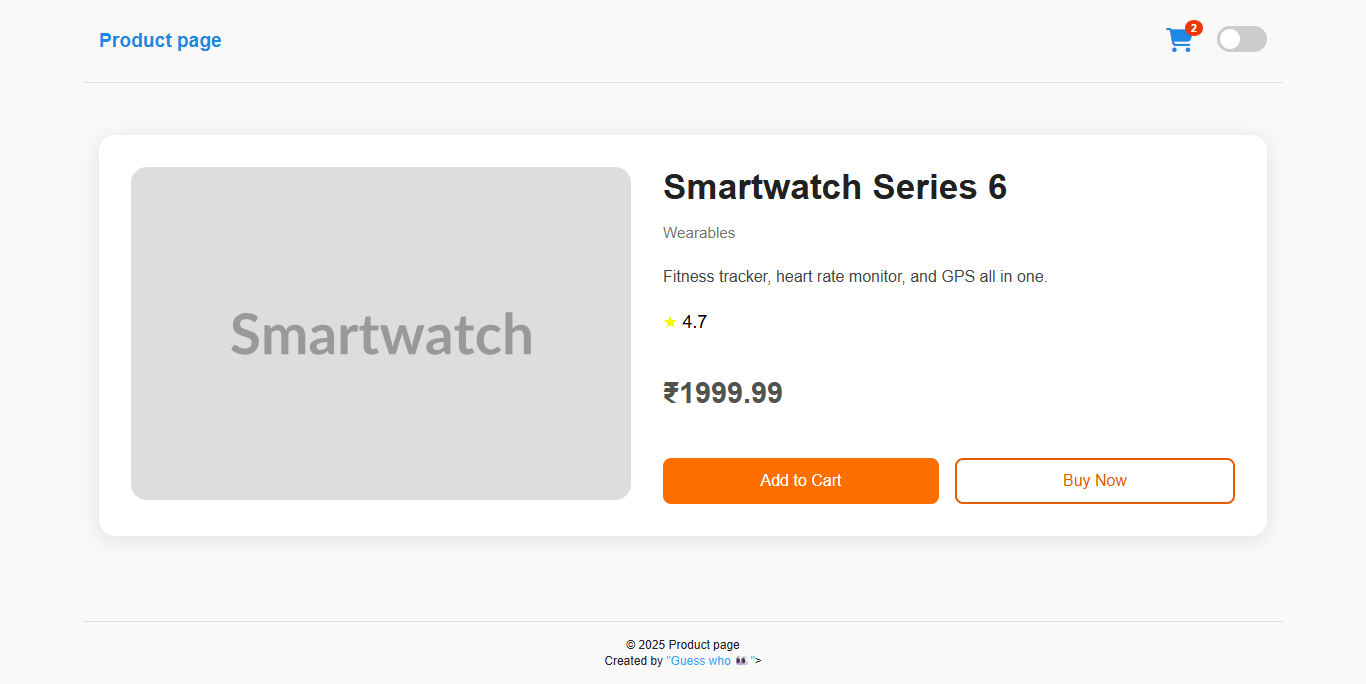 Product page
2
Smartwatch
Smartwatch Series 6
Wearables
Fitness tracker, heart rate monitor, and GPS all in one.
★ 4.7
₹1999.99
Add to Cart
Buy Now
© 2025 Product page
Created by "Guess who 👀 ">